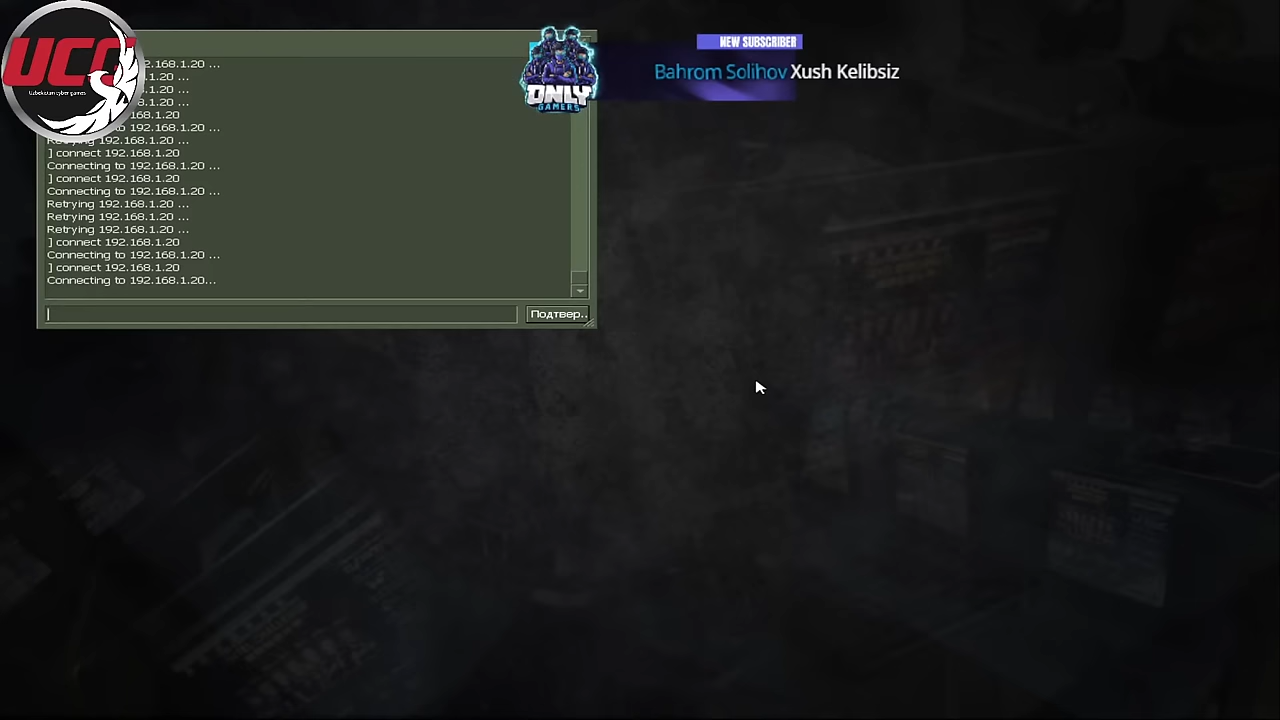 UCG
Uzbekistan cyber games
NEW SUBSCRIBER
Bahrom Solihov Xush Kelibsiz
ONLY
GAMERS
2.168.1.20 ...
.1.20 ...
.1.20 ...
.1.20 ...
68.1.20
to 192.168.1.20 ...
Retrying 192.168.1.20 ...
] connect 192.168.1.20
Connecting to 192.168.1.20 ...
] connect 192.168.1.20
Connecting to 192.168.1.20 ...
Retrying 192.168.1.20 ...
Retrying 192.168.1.20 ...
Retrying 192.168.1.20 ...
] connect 192.168.1.20
Connecting to 192.168.1.20 ...
] connect 192.168.1.20
Connecting to 192.168.1.20...
Подтвер..